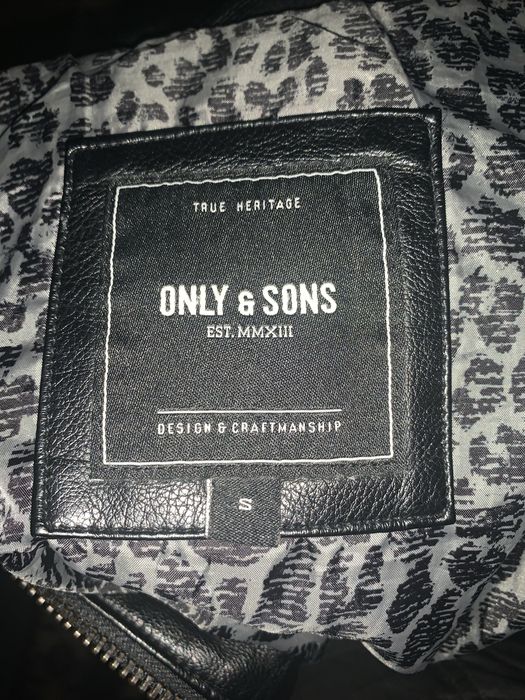 TRUE HERITAGE
ONLY & SONS
EST. MMXIII
DESIGN & CRAFTMANSHIP
S